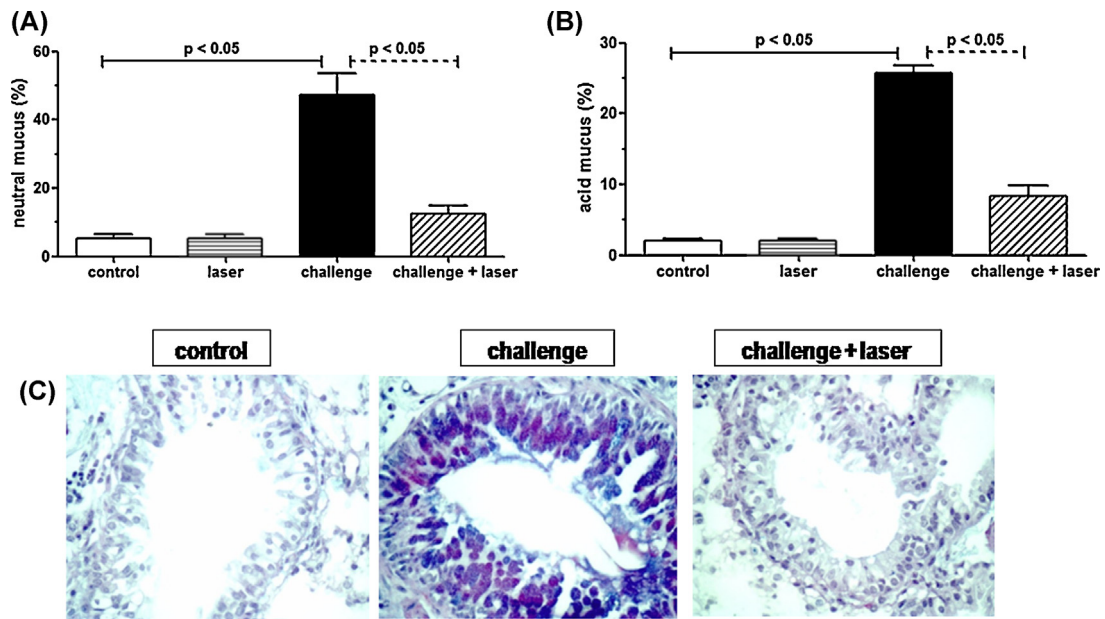 (A)
p < 0.05
p < 0.05
neutral mucus (%)
60
40
20
0
control
laser
challenge
challenge + laser
(B)
p < 0.05
p < 0.05
acid mucus (%)
30
20
10
0
control
laser
challenge
challenge + laser
control
challenge
challenge+laser
(C)